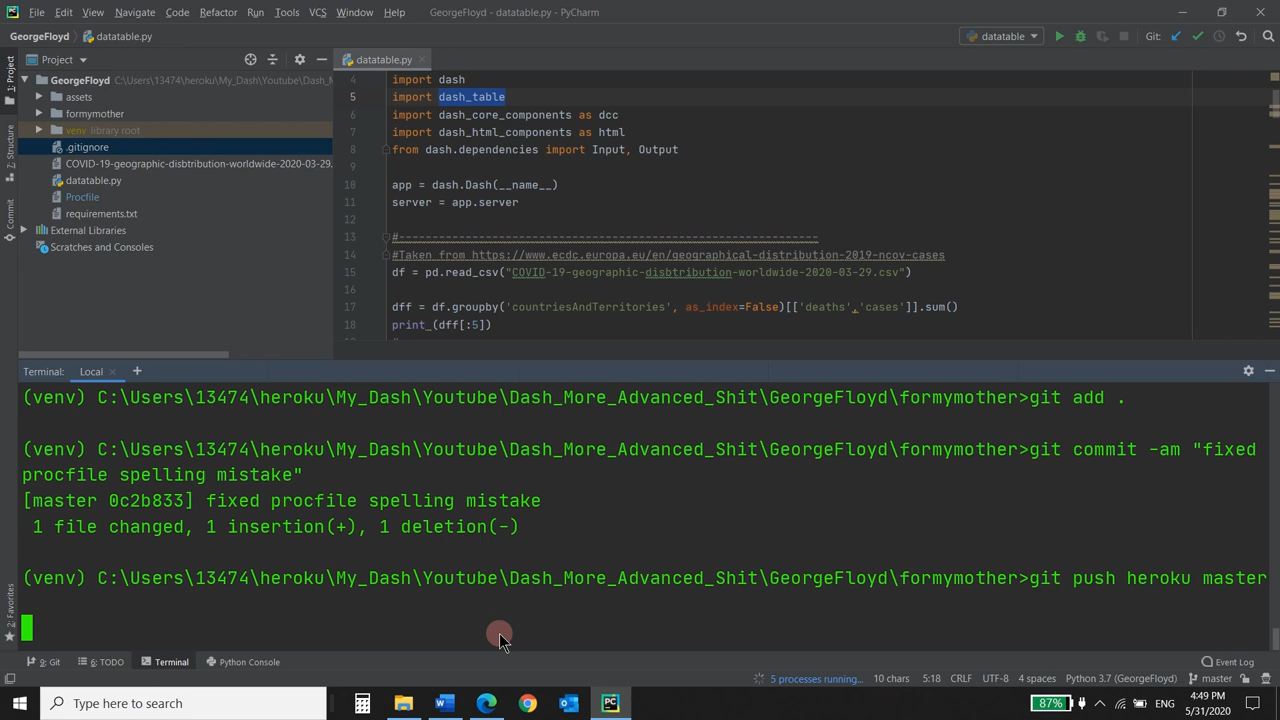 File Edit View Navigate Code Refactor Run Tools VCS Window Help GeorgeFloyd - datatable.py - PyCharm
GeorgeFloyd datatable.py datatable Git:
Project datatable.py
GeorgeFloyd C:\Users\13474\heroku\My_Dash\Youtube\Dash_M
assets
formymother
venv library root
.gitignore
COVID-19-geographic-disbtribution-worldwide-2020-03-29.
datatable.py
Procfile
requirements.txt
External Libraries
Scratches and Consoles
1: Project
7: Structure
Commit
2: Favorites
4 import dash
5 import dash_table
6 import dash_core_components as dcc
7 import dash_html_components as html
8 from dash.dependencies import Input, Output
9
10 app = dash.Dash(__name__)
11 server = app.server
12
13 #---------------------------------------------------------------
14 #Taken from https://www.ecdc.europa.eu/en/geographical-distribution-2019-ncov-cases
15 df = pd.read_csv("COVID-19-geographic-disbtribution-worldwide-2020-03-29.csv")
16
17 dff = df.groupby('countriesAndTerritories', as_index=False)[['deaths','cases']].sum()
18 print (dff[:5])
Terminal: Local +
(venv) C:\Users\13474\heroku\My_Dash\Youtube\Dash_More_Advanced_Shit\GeorgeFloyd\formymother>git add .
(venv) C:\Users\13474\heroku\My_Dash\Youtube\Dash_More_Advanced_Shit\GeorgeFloyd\formymother>git commit -am "fixed
procfile spelling mistake"
[master 0c2b833] fixed procfile spelling mistake
1 file changed, 1 insertion(+), 1 deletion(-)
(venv) C:\Users\13474\heroku\My_Dash\Youtube\Dash_More_Advanced_Shit\GeorgeFloyd\formymother>git push heroku master
9: Git 6: TODO Terminal Python Console Event Log
5 processes running... 10 chars 5:18 CRLF UTF-8 4 spaces Python 3.7 (GeorgeFloyd) master
Type here to search 87% ENG 4:49 PM
5/31/2020